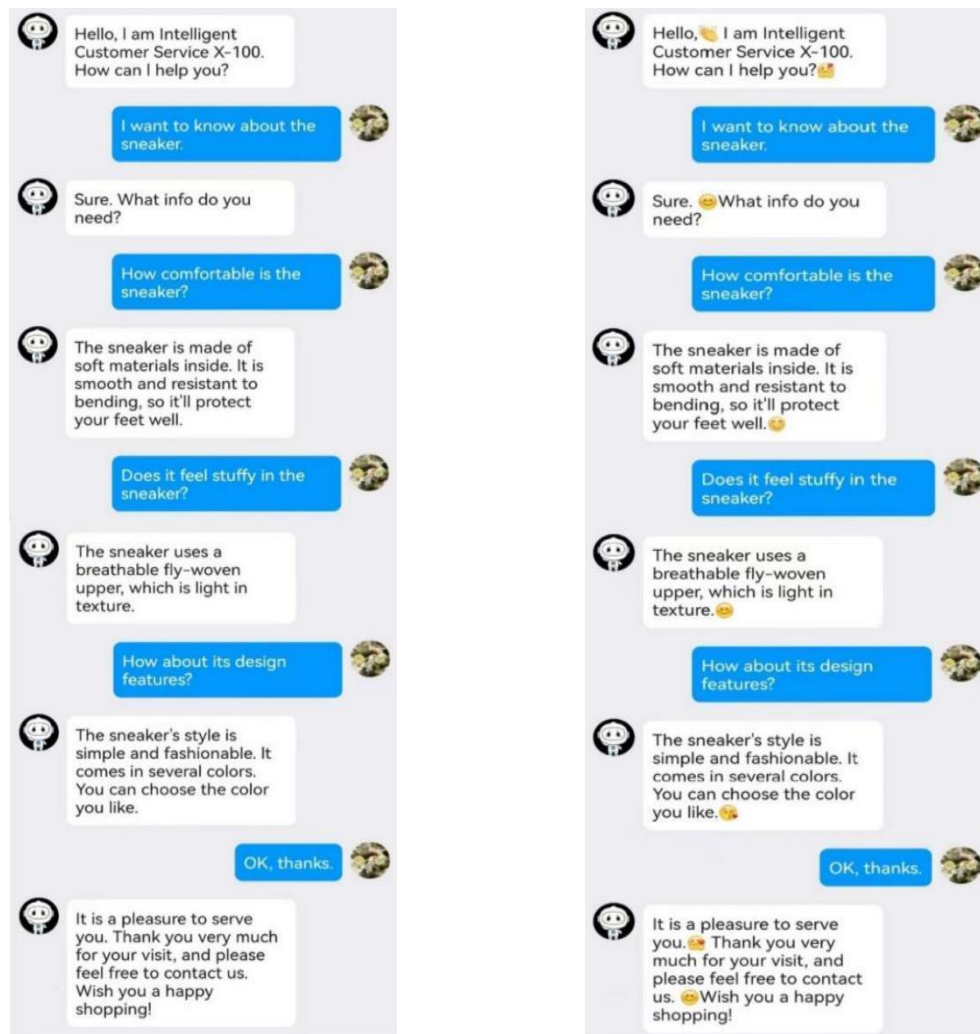 Hello, I am Intelligent
Customer Service X-100.
How can I help you?
I want to know about the
sneaker.
Sure. What info do you
need?
How comfortable is the
sneaker?
The sneaker is made of
soft materials inside. It is
smooth and resistant to
bending, so it'll protect
your feet well.
Does it feel stuffy in the
sneaker?
The sneaker uses a
breathable fly-woven
upper, which is light in
texture.
How about its design
features?
The sneaker's style is
simple and fashionable. It
comes in several colors.
You can choose the color
you like.
OK, thanks.
It is a pleasure to serve
you. Thank you very much
for your visit, and please
feel free to contact us.
Wish you a happy
shopping!
Hello,👏 I am Intelligent
Customer Service X-100.
How can I help you?🥰
I want to know about the
sneaker.
Sure. 😊What info do you
need?
How comfortable is the
sneaker?
The sneaker is made of
soft materials inside. It is
smooth and resistant to
bending, so it'll protect
your feet well.😊
Does it feel stuffy in the
sneaker?
The sneaker uses a
breathable fly-woven
upper, which is light in
texture.😊
How about its design
features?
The sneaker's style is
simple and fashionable. It
comes in several colors.
You can choose the color
you like.😘
OK, thanks.
It is a pleasure to serve
you.🥰 Thank you very
much for your visit, and
please feel free to contact
us. 😊Wish you a happy
shopping!